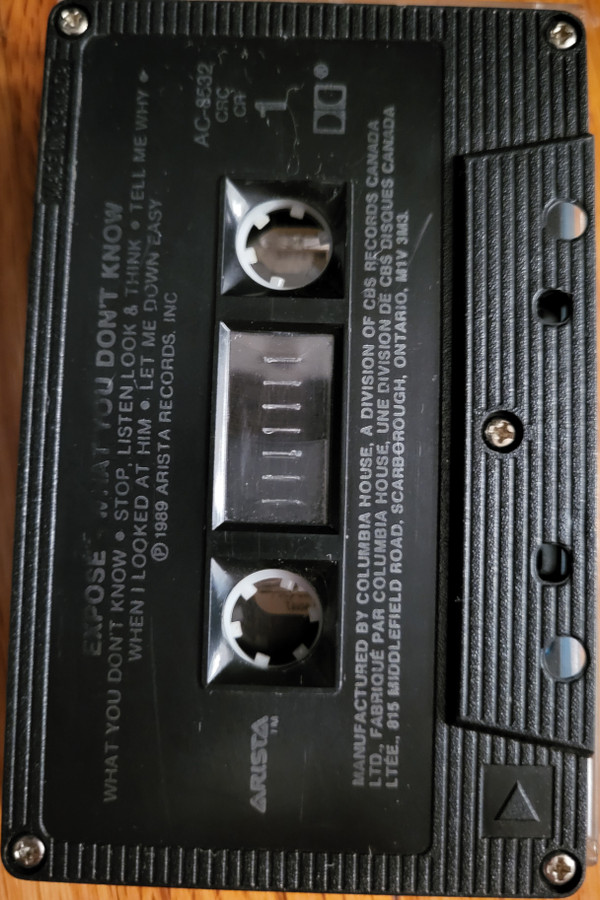 EXPOSE WHAT YOU DON'T KNOW
WHAT YOU DON'T KNOW • STOP, LISTEN, LOOK & THINK • TELL ME WHY •
WHEN I LOOKED AT HIM • LET ME DOWN EASY
Ⓟ 1989 ARISTA RECORDS, INC
AC-8532
CRC
CR
1
ARISTA™
MANUFACTURED BY COLUMBIA HOUSE, A DIVISION OF CBS RECORDS CANADA
LTD. FABRIQUÉ PAR COLUMBIA HOUSE, UNE DIVISION DE CBS DISQUES CANADA
LTÉE., 815 MIDDLEFIELD ROAD, SCARBOROUGH, ONTARIO, M1V 3M3.